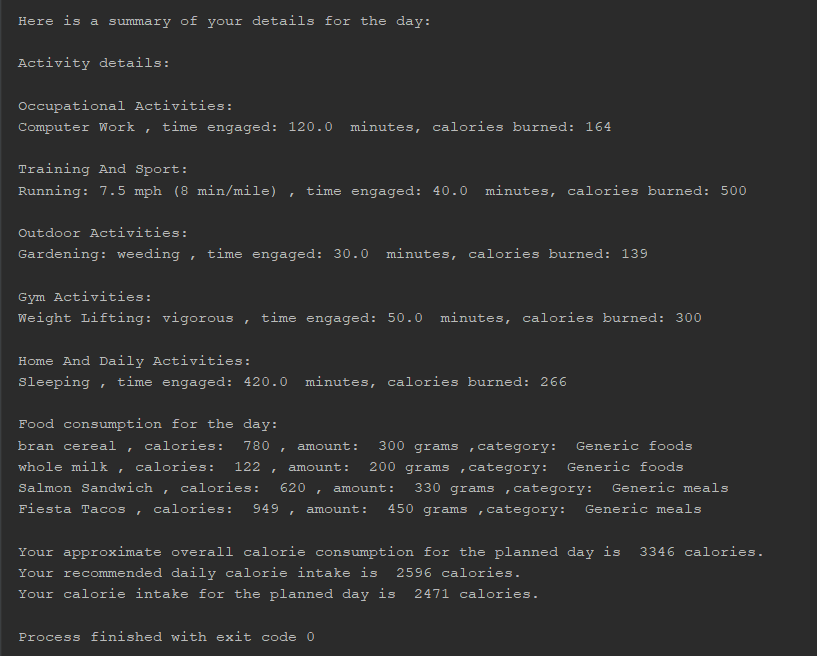 Here is a summary of your details for the day:
Activity details:
Occupational Activities:
Computer Work , time engaged: 120.0  minutes, calories burned: 164
Training And Sport:
Running: 7.5 mph (8 min/mile) , time engaged: 40.0  minutes, calories burned: 500
Outdoor Activities:
Gardening: weeding , time engaged: 30.0  minutes, calories burned: 139
Gym Activities:
Weight Lifting: vigorous , time engaged: 50.0  minutes, calories burned: 300
Home And Daily Activities:
Sleeping , time engaged: 420.0  minutes, calories burned: 266
Food consumption for the day:
bran cereal , calories:  780 , amount:  300 grams ,category:  Generic foods
whole milk , calories:  122 , amount:  200 grams ,category:  Generic foods
Salmon Sandwich , calories:  620 , amount:  330 grams ,category:  Generic meals
Fiesta Tacos , calories:  949 , amount:  450 grams ,category:  Generic meals
Your approximate overall calorie consumption for the planned day is  3346 calories.
Your recommended daily calorie intake is  2596 calories.
Your calorie intake for the planned day is  2471 calories.
Process finished with exit code 0